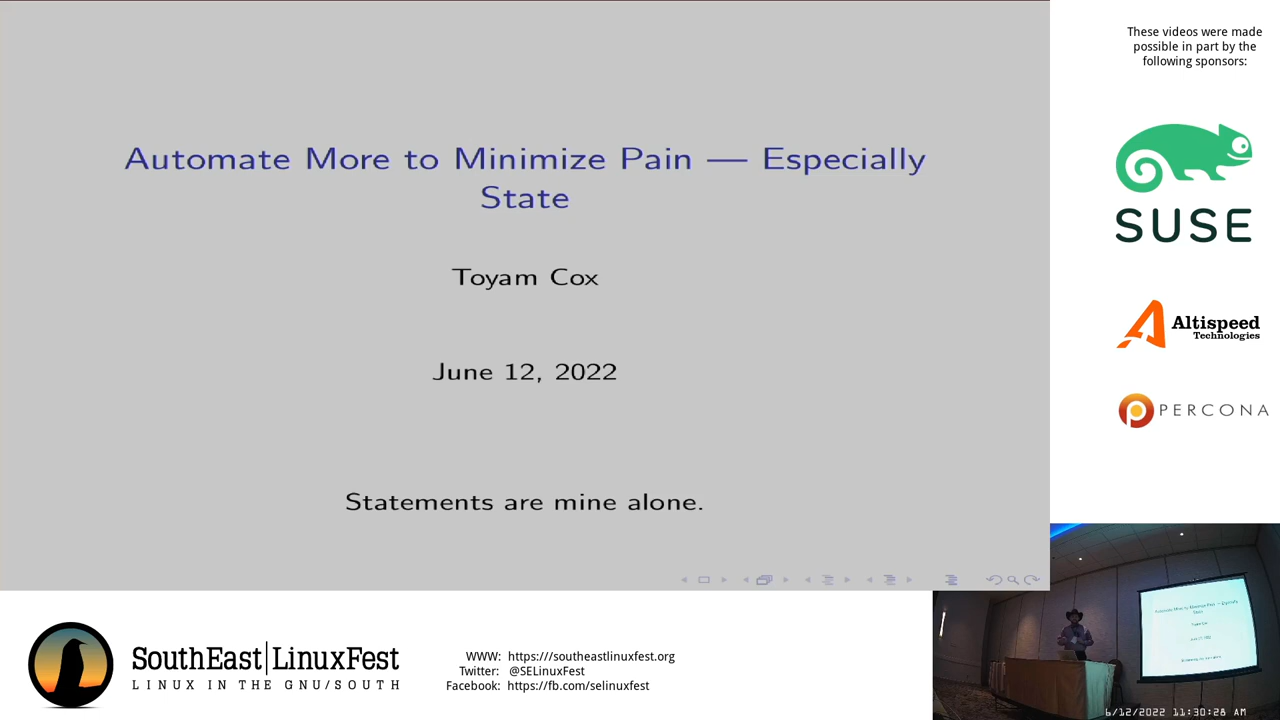 Automate More to Minimize Pain — Especially
State
Toyam Cox
June 12, 2022
Statements are mine alone.
These videos were made
possible in part by the
following sponsors:
SUSE
Altispeed
Technologies
PERCONA
SouthEast|LinuxFest
LINUX IN THE GNU/SOUTH
WWW: https:///southeastlinuxfest.org
Twitter: @SELinuxFest
Facebook: https://fb.com/selinuxfest
6/12/2022 11:30:28 AM